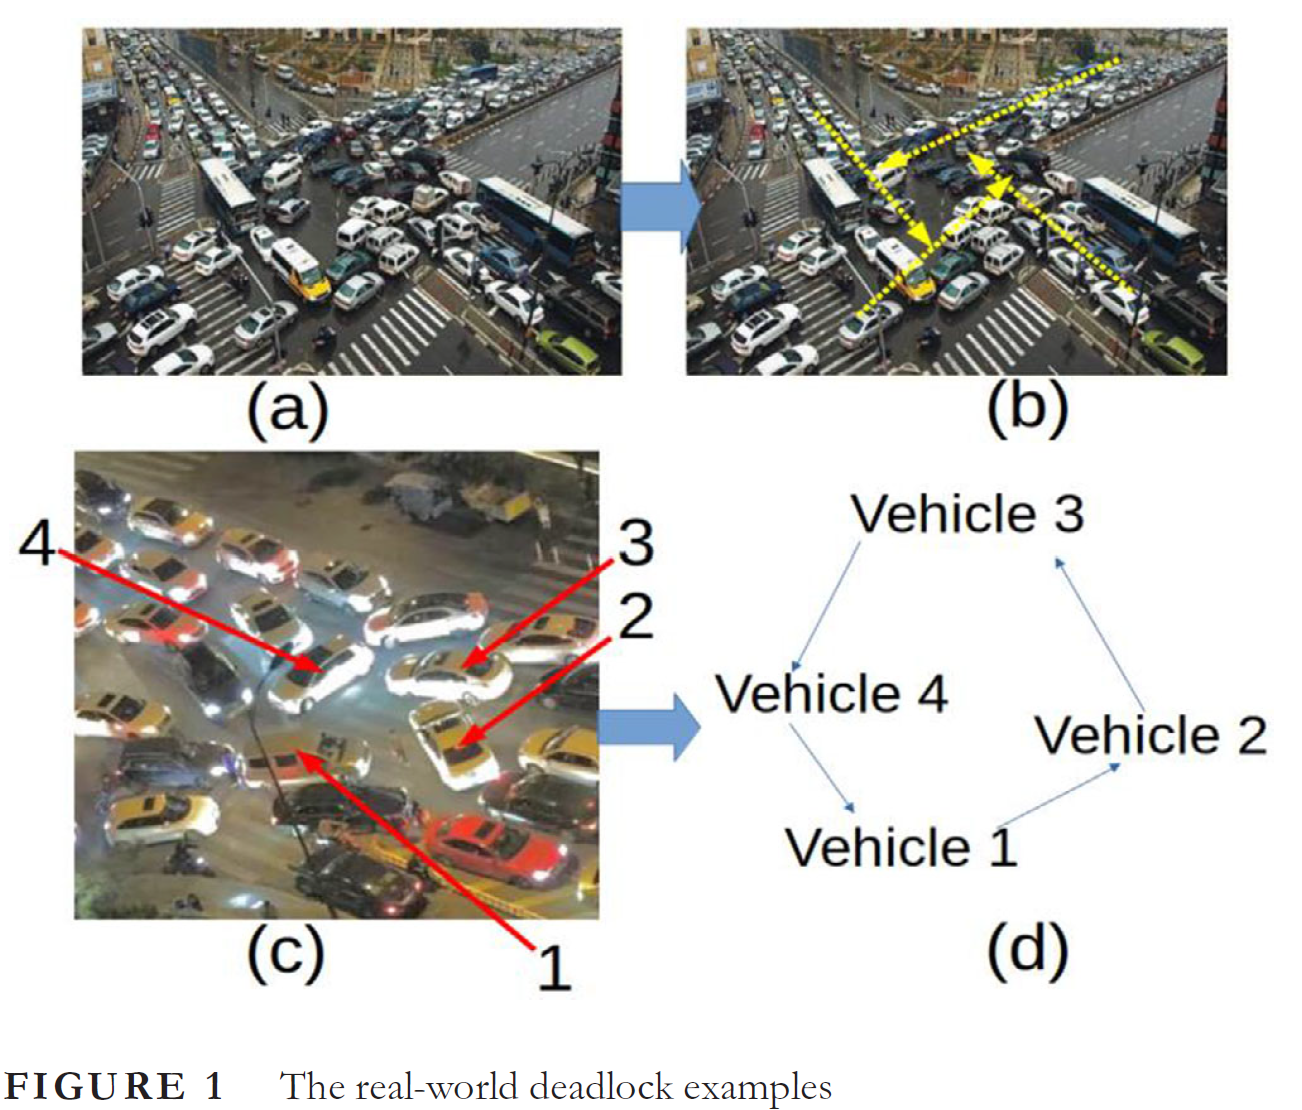 (a)
(b)
4
3
2
1
(c)
Vehicle 3
Vehicle 4
Vehicle 2
Vehicle 1
(d)
FIGURE 1 The real-world deadlock examples